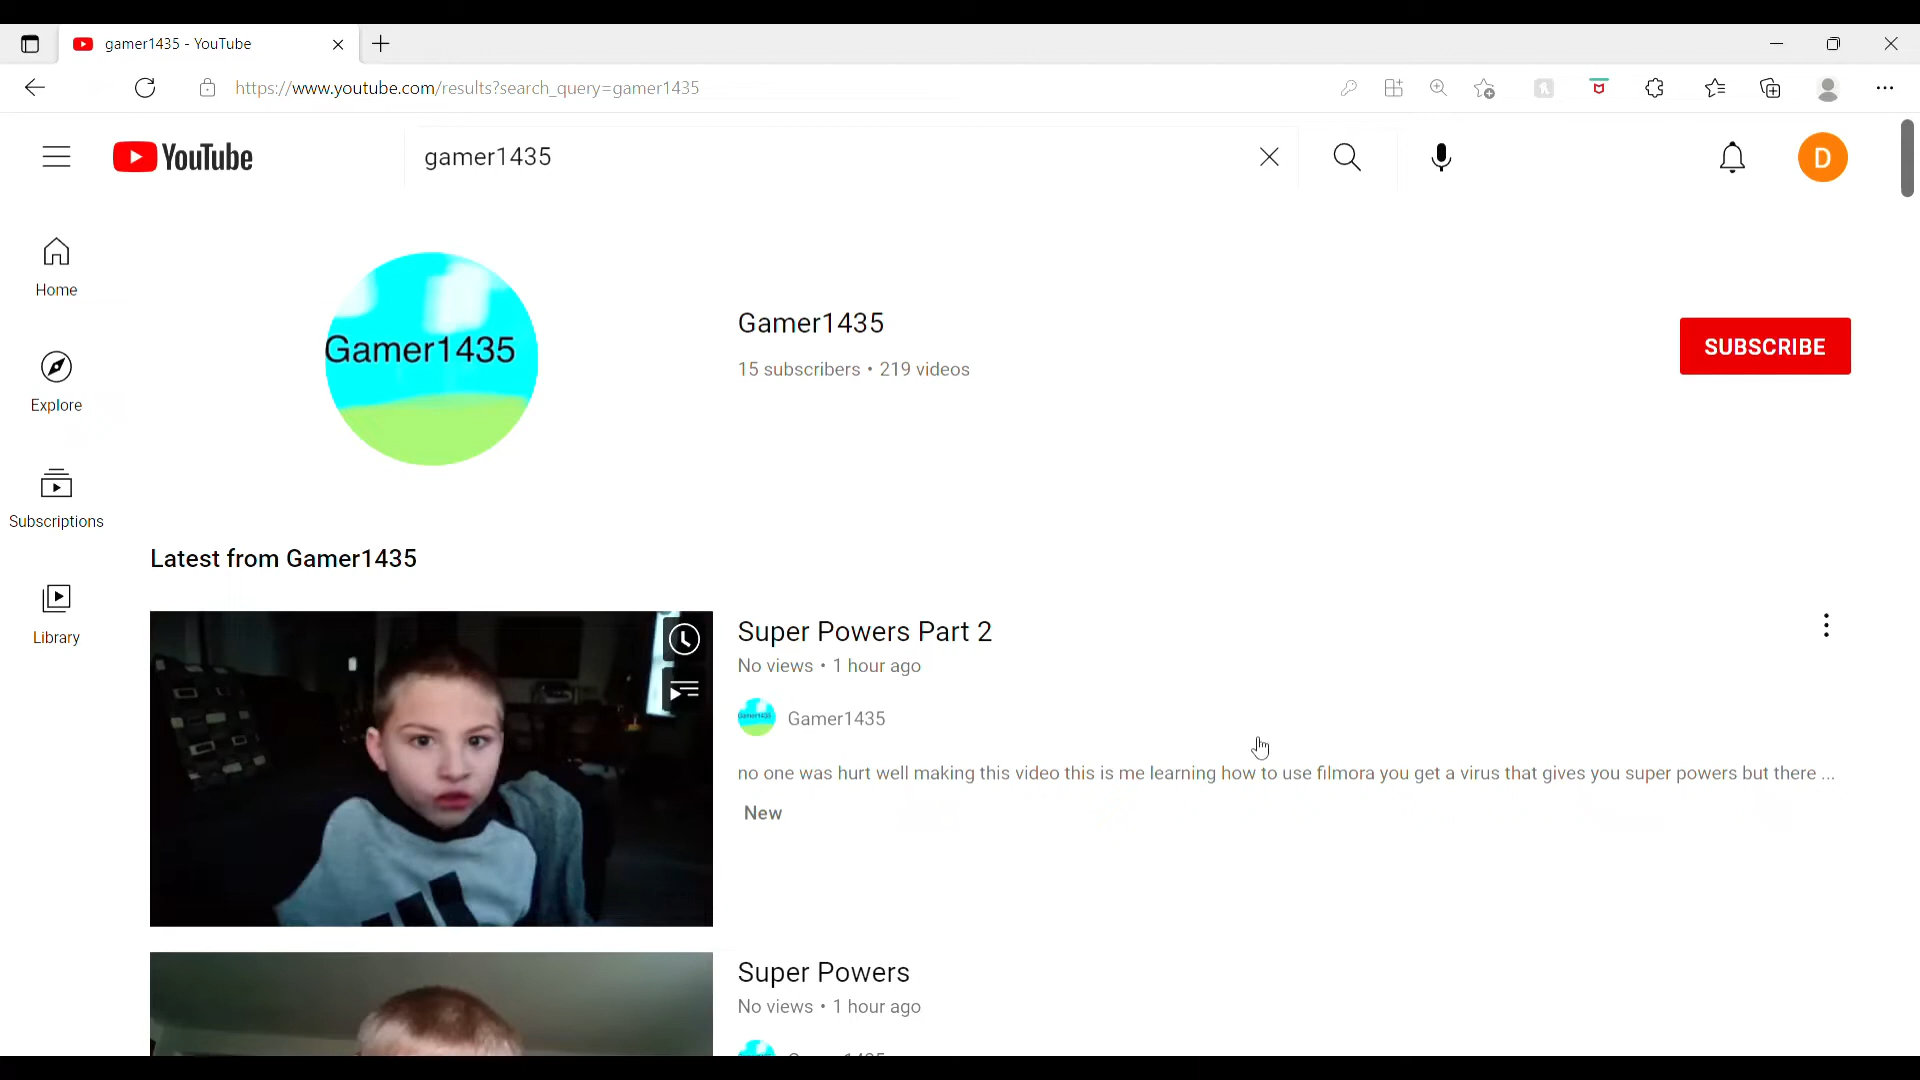 gamer1435 - YouTube
https://www.youtube.com/results?search_query=gamer1435
YouTube
gamer1435
D
Home
Explore
Subscriptions
Library
Gamer1435
Gamer1435
15 subscribers • 219 videos
SUBSCRIBE
Latest from Gamer1435
Super Powers Part 2
No views • 1 hour ago
Gamer1435
Gamer1435
no one was hurt well making this video this is me learning how to use filmora you get a virus that gives you super powers but there ...
New
Super Powers
No views • 1 hour ago